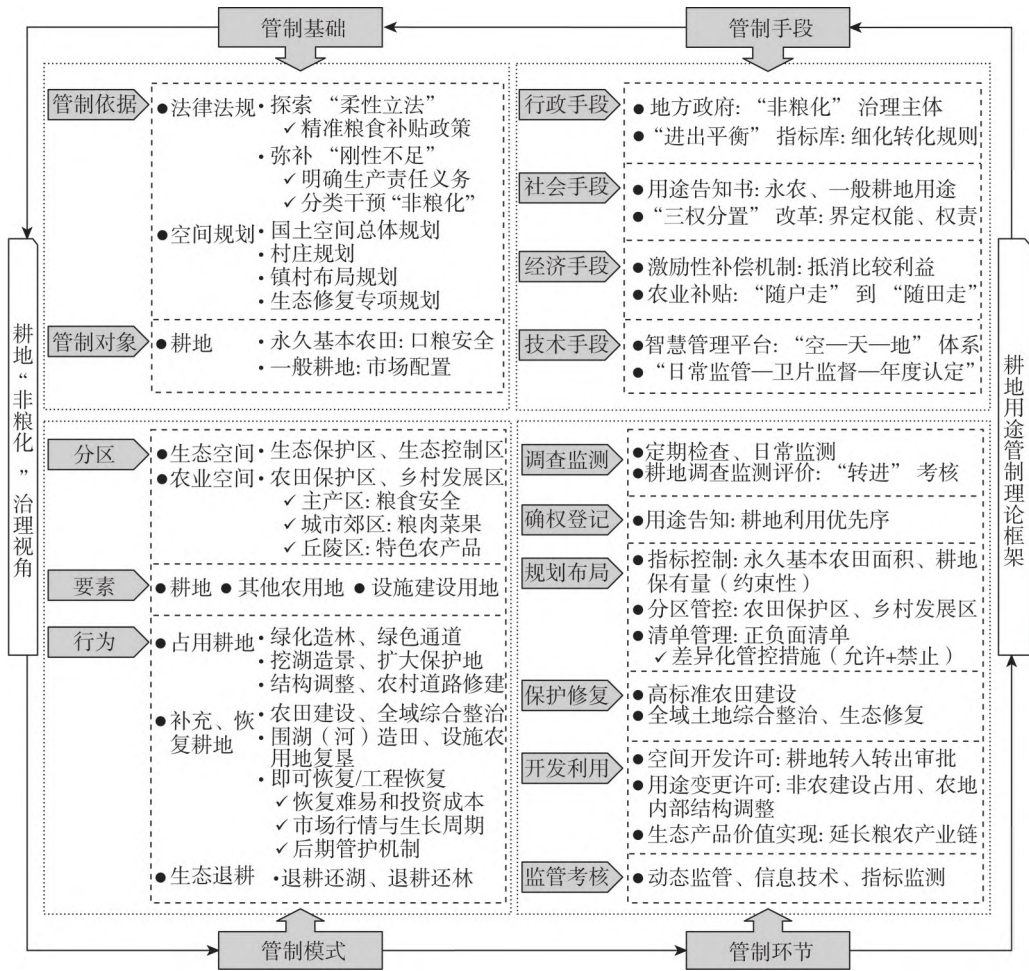 管制基础
管制手段
管制依据
●法律法规
·探索“柔性立法”
✓精准粮食补贴政策
·弥补“刚性不足”
✓明确生产责任义务
✓分类干预“非粮化”
●空间规划
·国土空间总体规划
·村庄规划
·镇村布局规划
·生态修复专项规划
管制对象
●耕地
·永久基本农田:口粮安全
·一般耕地:市场配置
行政手段
●地方政府:“非粮化”治理主体
●“进出平衡”指标库:细化转化规则
社会手段
●用途告知书:永农、一般耕地用途
●“三权分置”改革:界定权能、权责
经济手段
●激励性补偿机制:抵消比较利益
●农业补贴:“随户走”到“随田走”
技术手段
●智慧管理平台:“空—天—地”体系
●“日常监管—卫片监督—年度认定”
耕地“非粮化”治理视角
耕地用途管制理论框架
分区
●生态空间
·生态保护区、生态控制区
●农业空间
·农田保护区、乡村发展区
✓主产区:粮食安全
✓城市郊区:粮肉菜果
✓丘陵区:特色农产品
要素
●耕地 ●其他农用地 ●设施建设用地
行为
●占用耕地
·绿化造林、绿色通道
·挖湖造景、扩大保护地
·结构调整、农村道路修建
●补充、恢
复耕地
·农田建设、全域综合整治
·围湖（河）造田、设施农
用地复垦
·即可恢复/工程恢复
✓恢复难易和投资成本
✓市场行情与生长周期
✓后期管护机制
●生态退耕
·退耕还湖、退耕还林
调查监测
●定期检查、日常监测
●耕地调查监测评价:“转进”考核
确权登记
●用途告知:耕地利用优先序
规划布局
●指标控制:永久基本农田面积、耕地
保有量（约束性）
●分区管控:农田保护区、乡村发展区
●清单管理:正负面清单
✓差异化管控措施（允许+禁止）
保护修复
●高标准农田建设
●全域土地综合整治、生态修复
开发利用
●空间开发许可:耕地转入转出审批
●用途变更许可:非农建设占用、农地
内部结构调整
●生态产品价值实现:延长粮农产业链
监管考核
●动态监管、信息技术、指标监测
管制模式
管制环节